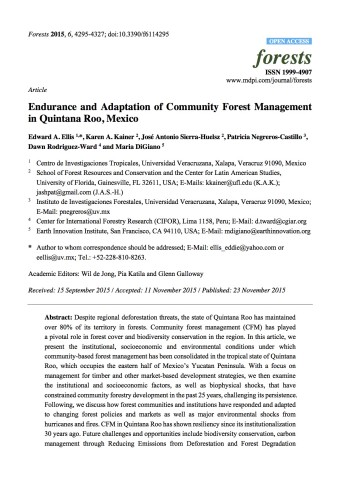 Forests 2015, 6, 4295-4327; doi:10.3390/f6114295
OPEN ACCESS
forests
ISSN 1999-4907
www.mdpi.com/journal/forests
Article
Endurance and Adaptation of Community Forest Management
in Quintana Roo, Mexico
Edward A. Ellis 1,*, Karen A. Kainer 2, José Antonio Sierra-Huelsz 2, Patricia Negreros-Castillo 3,
Dawn Rodriguez-Ward 4 and Maria DiGiano 5
1 Centro de Investigaciones Tropicales, Universidad Veracruzana, Xalapa, Veracruz 91090, Mexico
2 School of Forest Resources and Conservation and the Center for Latin American Studies,
University of Florida, Gainesville, FL 32611, USA; E-Mails: kkainer@ufl.edu (K.A.K.);
jashpat@gmail.com (J.A.S.-H.)
3 Instituto de Investigaciones Forestales, Universidad Veracruzana, Xalapa, Veracruz 91090, Mexico;
E-Mail: pnegreros@uv.mx
4 Center for International Forestry Research (CIFOR), Lima 1158, Peru; E-Mail: d.tward@cgiar.org
5 Earth Innovation Institute, San Francisco, CA 94110, USA; E-Mail: mdigiano@earthinnovation.org
* Author to whom correspondence should be addressed; E-Mail: ellis_eddie@yahoo.com or
eellis@uv.mx; Tel.: +52-228-810-8263.
Academic Editors: Wil de Jong, Pia Katila and Glenn Galloway
Received: 15 September 2015 / Accepted: 11 November 2015 / Published: 23 November 2015
Abstract: Despite regional deforestation threats, the state of Quintana Roo has maintained
over 80% of its territory in forests. Community forest management (CFM) has played
a pivotal role in forest cover and biodiversity conservation in the region. In this article, we
present the institutional, socioeconomic and environmental conditions under which
community-based forest management has been consolidated in the tropical state of Quintana
Roo, which occupies the eastern half of Mexico's Yucatan Peninsula. With a focus on
management for timber and other market-based development strategies, we then examine
the institutional and socioeconomic factors, as well as biophysical shocks, that have
constrained community forestry development in the past 25 years, challenging its persistence.
Following, we discuss how forest communities and institutions have responded and adapted
to changing forest policies and markets as well as major environmental shocks from
hurricanes and fires. CFM in Quintana Roo has shown resiliency since its institutionalization
30 years ago. Future challenges and opportunities include biodiversity conservation, carbon
management through Reducing Emissions from Deforestation and Forest Degradation